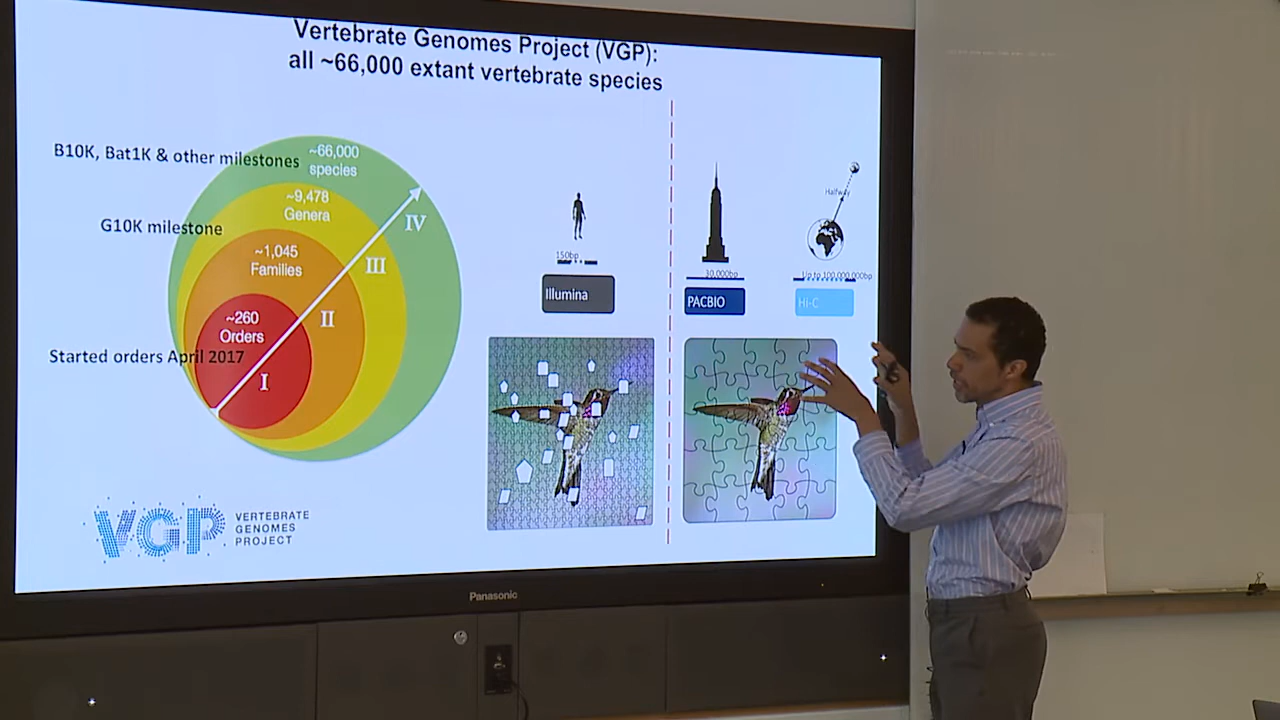 Vertebrate Genomes Project (VGP):
all ~66,000 extant vertebrate species
B10K, Bat1K & other milestones
~66,000
species
~9,478
Genera
G10K milestone
IV
~1,045
Families
III
~260
Orders
II
Started orders April 2017
I
VGP
VERTEBRATE
GENOMES
PROJECT
150bp
Illumina
10,000bp
PACBIO
Halfway
Up to 100,000,000bp
Hi-C
Panasonic